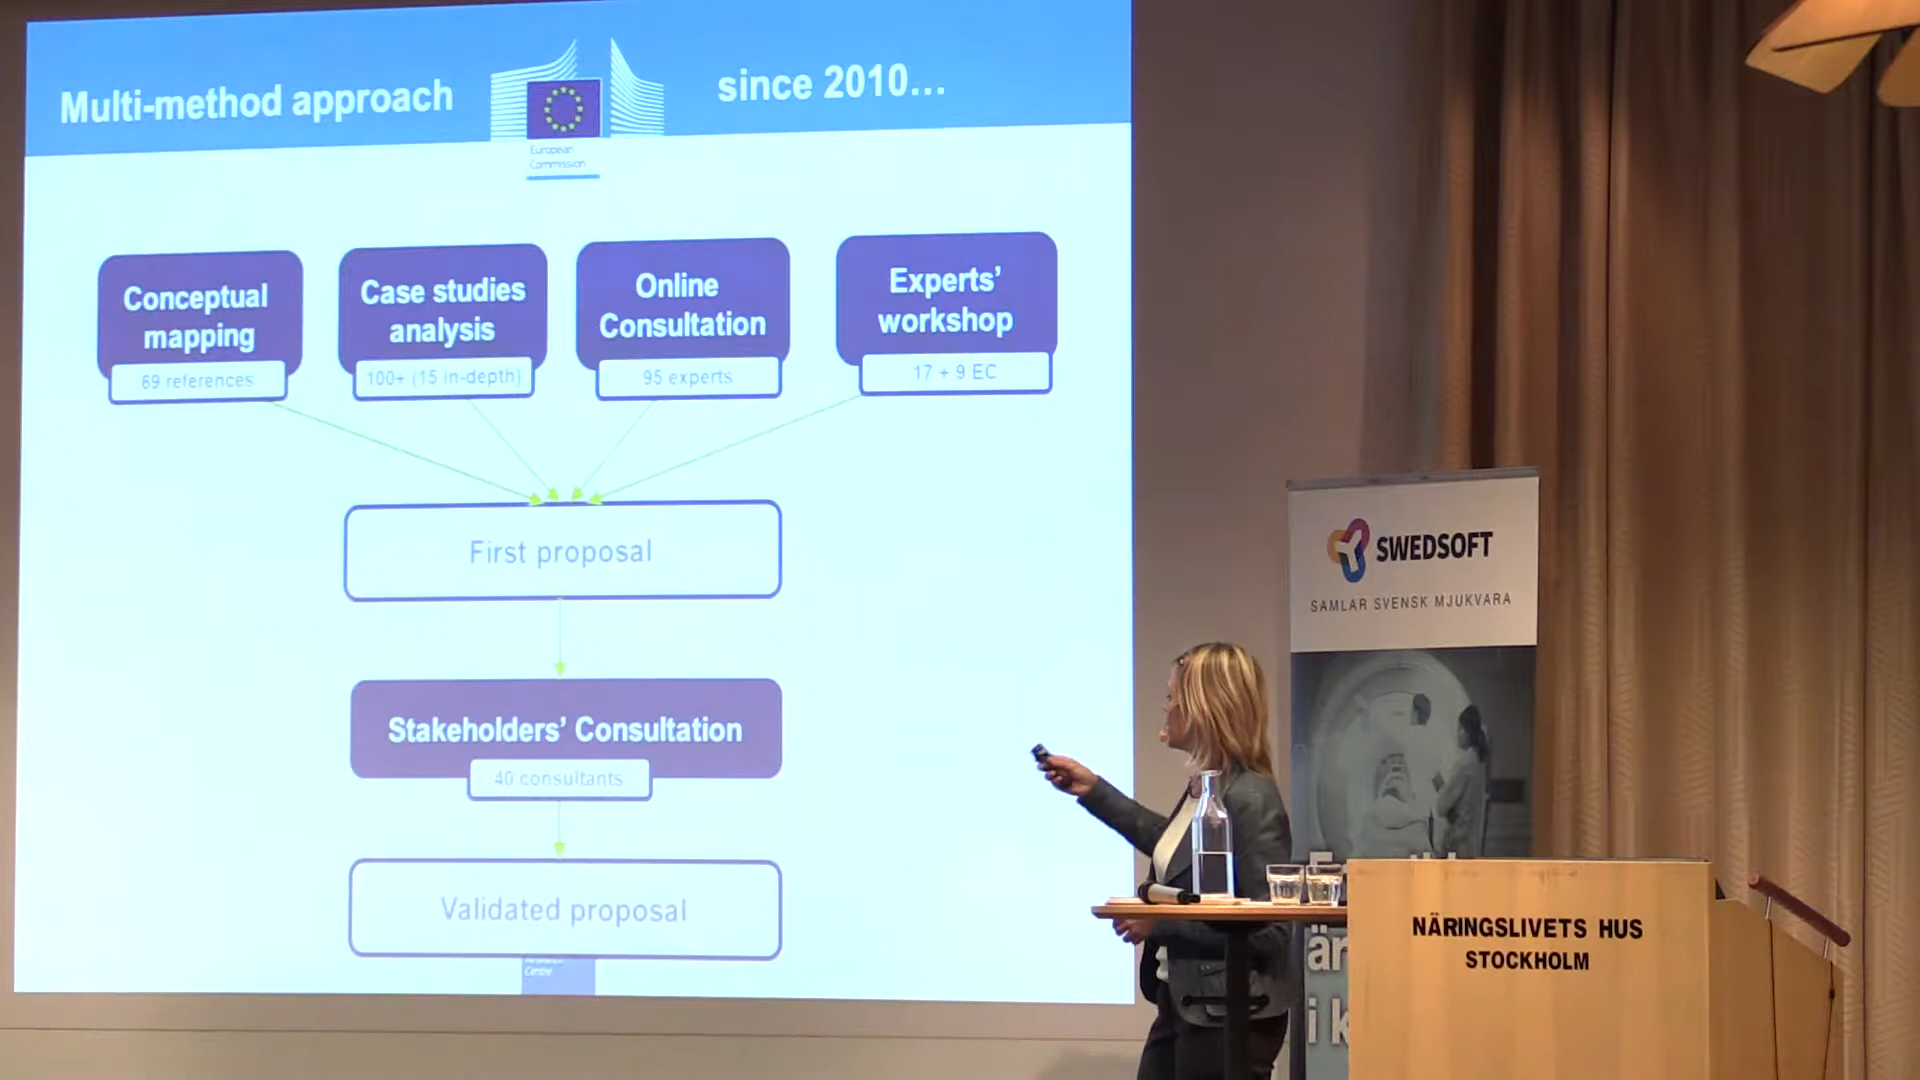 Multi-method approach
since 2010...
European
Commission
Conceptual
mapping
69 references
Case studies
analysis
100+ (15 in-depth)
Online
Consultation
95 experts
Experts’
workshop
17 + 9 EC
First proposal
Stakeholders’ Consultation
40 consultants
Validated proposal
Centre
SWEDSOFT
SAMLAR SVENSK MJUKVARA
är
i k
NÄRINGSLIVETS HUS
STOCKHOLM